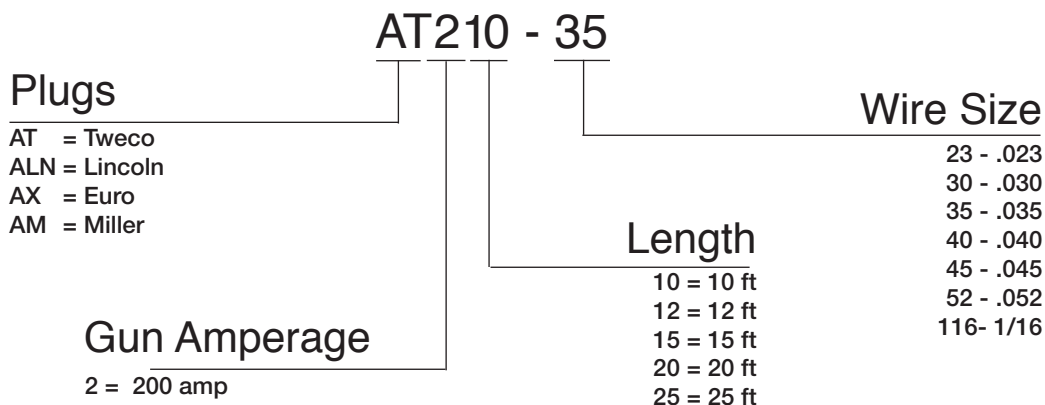 AT210 - 35
Plugs
AT = Tweco
ALN = Lincoln
AX = Euro
AM = Miller
Wire Size
23 - .023
30 - .030
35 - .035
40 - .040
45 - .045
52 - .052
116- 1/16
Length
10 = 10 ft
12 = 12 ft
15 = 15 ft
20 = 20 ft
25 = 25 ft
Gun Amperage
2 = 200 amp